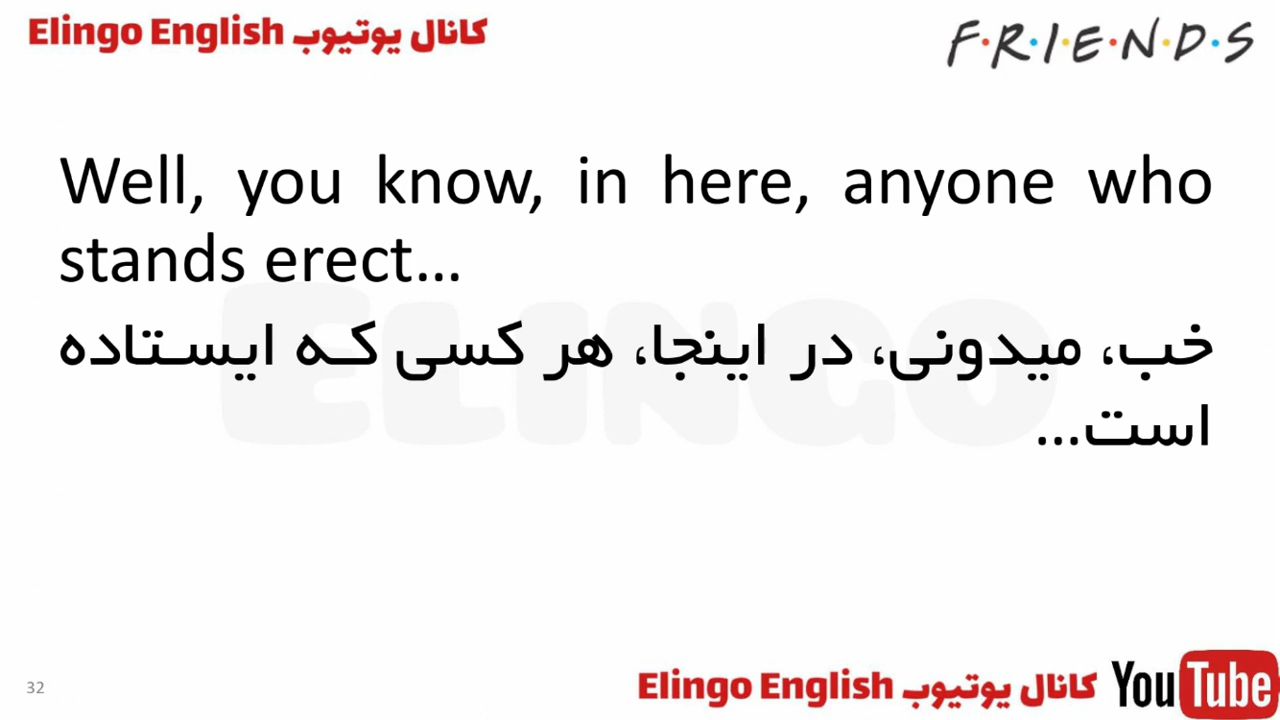 Elingo English کانال یوتیوب
F·R·I·E·N·D·S
Well, you know, in here, anyone who
stands erect…
ELINGO
خب، میدونی، در اینجا، هر کسی که ایستاده
است...
32
Elingo English کانال یوتیوب
YouTube